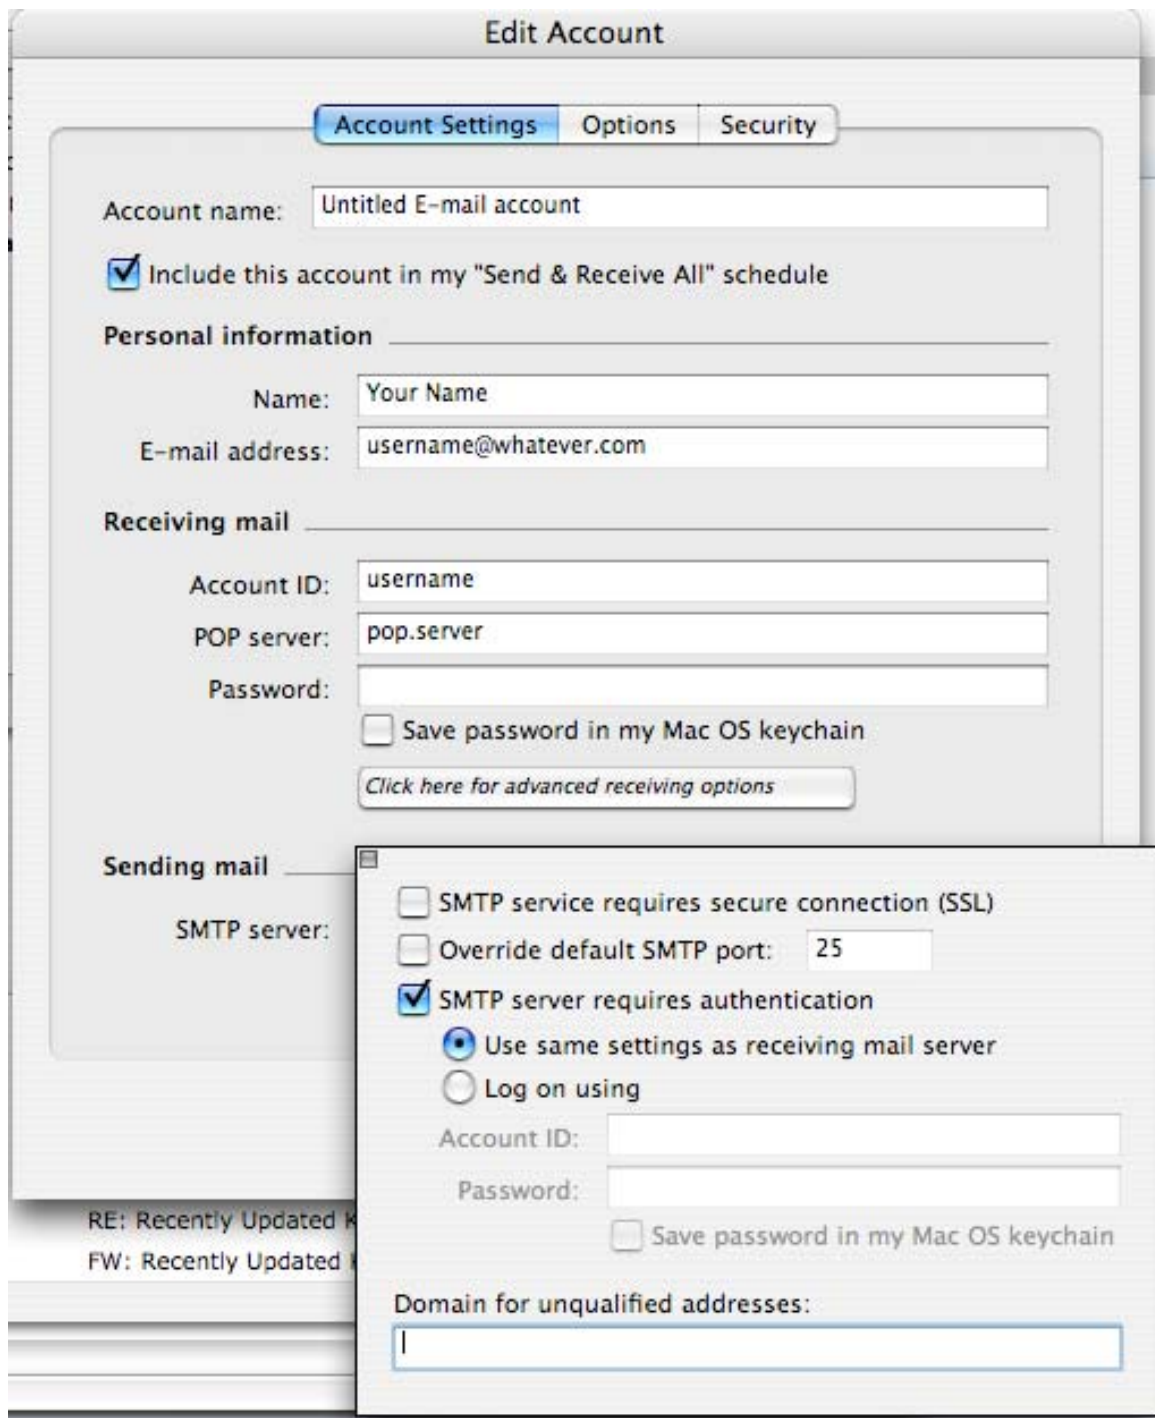 Edit Account
Account Settings Options Security
Account name: Untitled E-mail account
Include this account in my "Send & Receive All" schedule
Personal information
Name: Your Name
E-mail address: username@whatever.com
Receiving mail
Account ID: username
POP server: pop.server
Password:
Save password in my Mac OS keychain
Click here for advanced receiving options
Sending mail
SMTP server:
SMTP service requires secure connection (SSL)
Override default SMTP port: 25
SMTP server requires authentication
Use same settings as receiving mail server
Log on using
Account ID:
Password:
Save password in my Mac OS keychain
RE: Recently Updated
FW: Recently Updated
Domain for unqualified addresses: